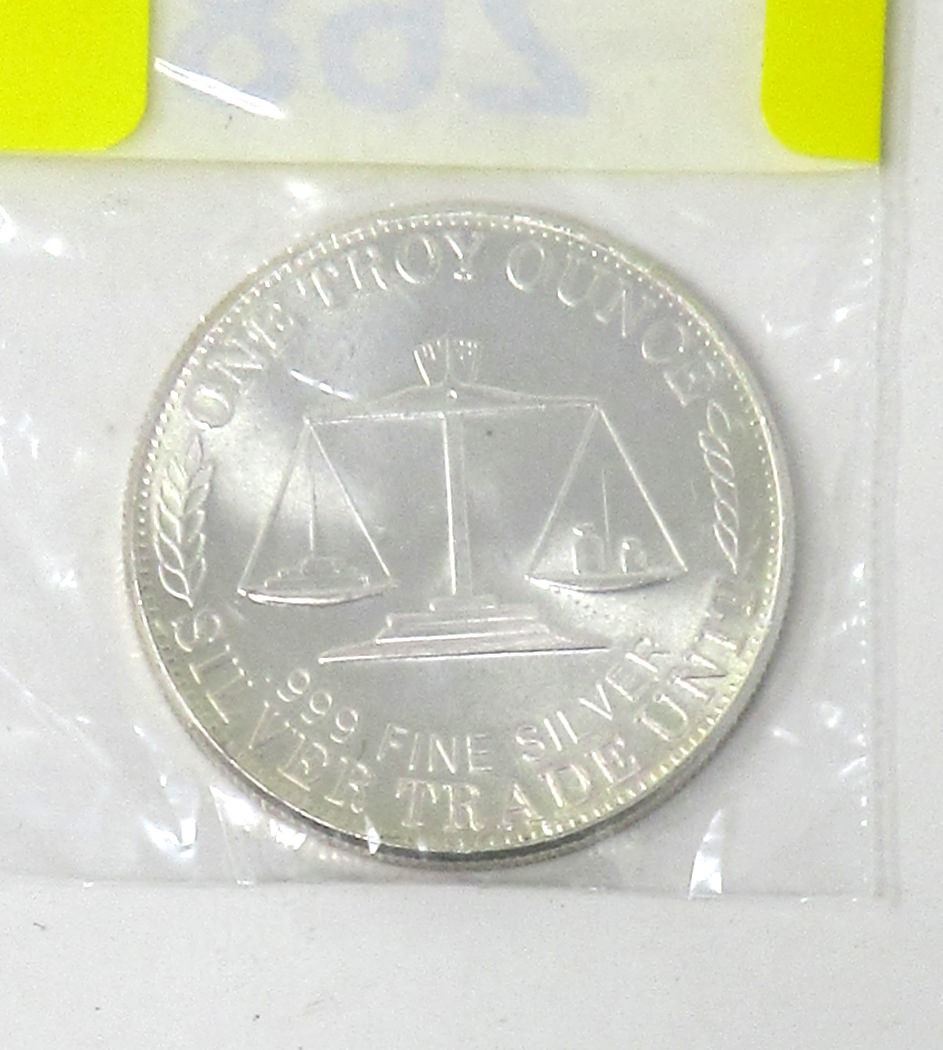 ONE TROY OUNCE
.999 FINE SILVER
SILVER TRADE UNIT